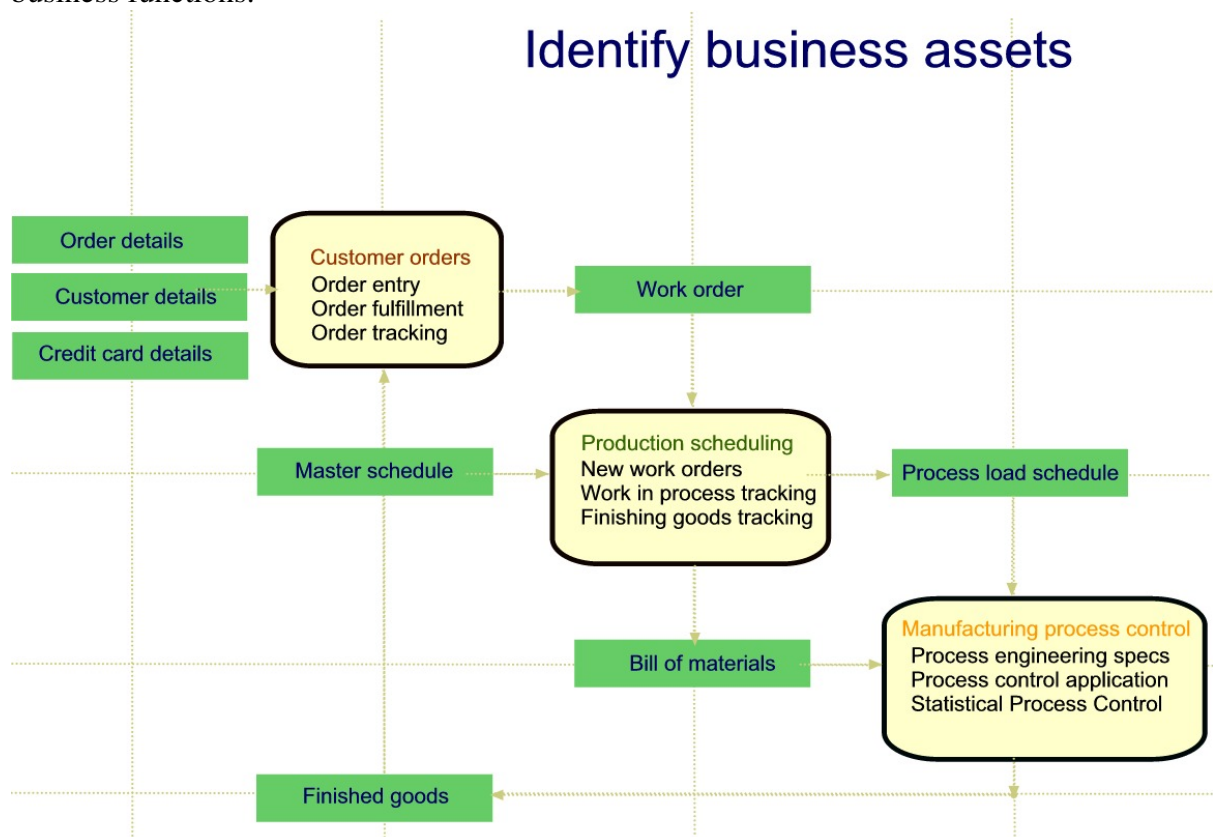 business functions.
Identify business assets
Order details
Customer details
Credit card details
Customer orders
Order entry
Order fulfillment
Order tracking
Work order
Master schedule
Production scheduling
New work orders
Work in process tracking
Finishing goods tracking
Process load schedule
Bill of materials
Manufacturing process control
Process engineering specs
Process control application
Statistical Process Control
Finished goods